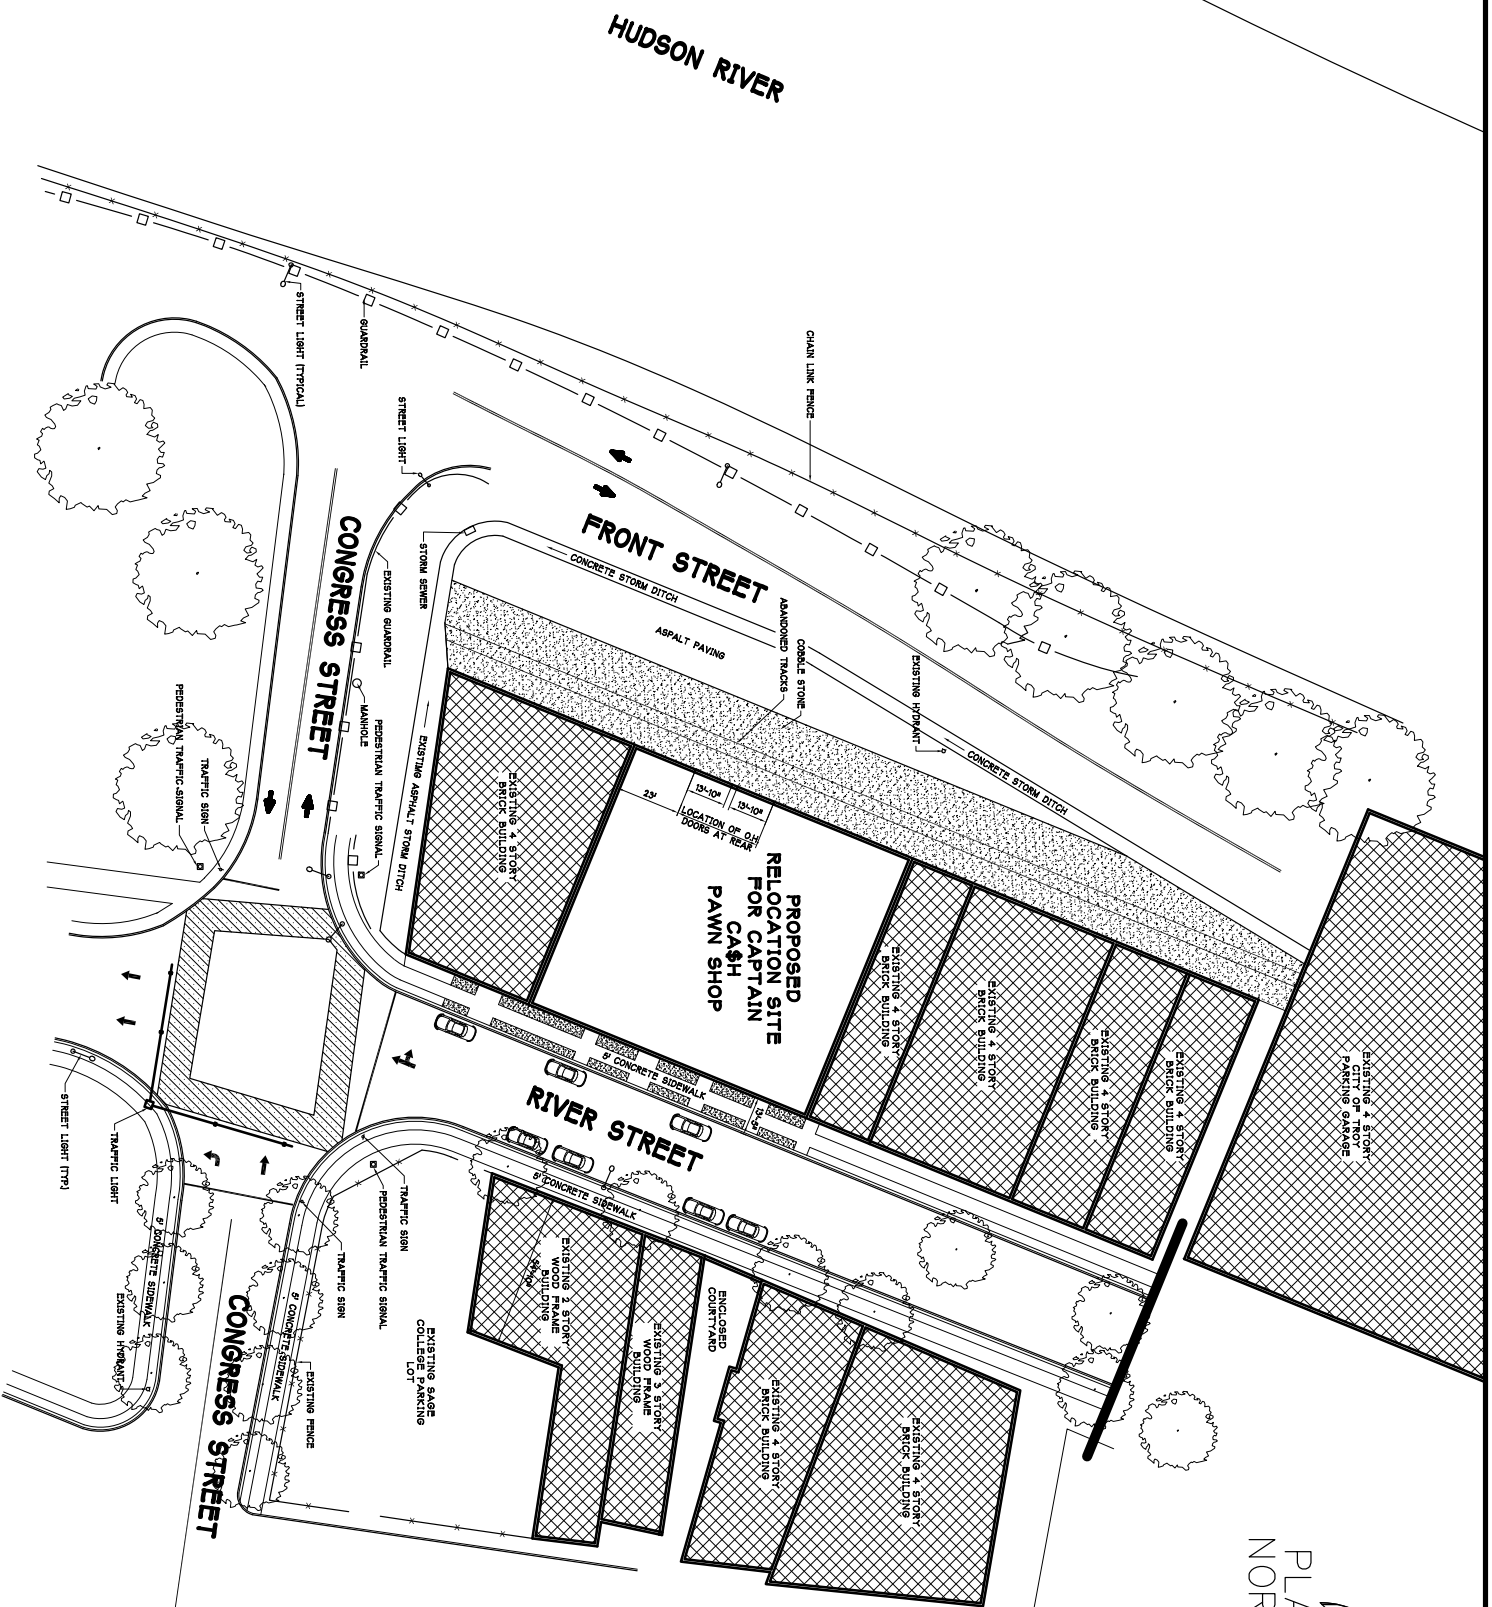 HUDSON RIVER
STREET LIGHT (TYPICAL)
GUARDRAIL
CHAIN LINK FENCE
STREET LIGHT
FRONT STREET
CONCRETE STORM DITCH
STORM SEWER
CONGRESS STREET
EXISTING GUARDRAIL
ASPALT PAVING
ABANDONED TRACKS
COBBLE STONE
EXISTING HYDRANT
CONCRETE STORM DITCH
MANHOLE
PEDESTRIAN TRAFFIC SIGNAL
EXISTING ASPHALT STORM DITCH
PEDESTRIAN TRAFFIC SIGNAL
TRAFFIC SIGN
EXISTING 4 STORY
BRICK BUILDING
23'
13'-10"
13'-10"
LOCATION OF OH
DOORS AT REAR
PROPOSED
RELOCATION SITE
FOR CAPTAIN
CA$H
PAWN SHOP
EXISTING 4 STORY
BRICK BUILDING
EXISTING 4 STORY
BRICK BUILDING
EXISTING 4 STORY
BRICK BUILDING
EXISTING 4 STORY
BRICK BUILDING
EXISTING 4 STORY
CITY OF TROY
PARKING GARAGE
5' CONCRETE SIDEWALK
RIVER STREET
5' CONCRETE SIDEWALK
STREET LIGHT (TYP.)
TRAFFIC LIGHT
TRAFFIC SIGN
PEDESTRIAN TRAFFIC SIGNAL
TRAFFIC SIGN
5' CONCRETE SIDEWALK
EXISTING HYDRANT
5' CONCRETE SIDEWALK
EXISTING FENCE
CONGRESS STREET
EXISTING SAGE
COLLEGE PARKING
LOT
EXISTING 2 STORY
WOOD FRAME
BUILDING
EXISTING 3 STORY
WOOD FRAME
BUILDING
ENCLOSED
COURTYARD
EXISTING 4 STORY
BRICK BUILDING
EXISTING 4 STORY
BRICK BUILDING
PLA
NOR